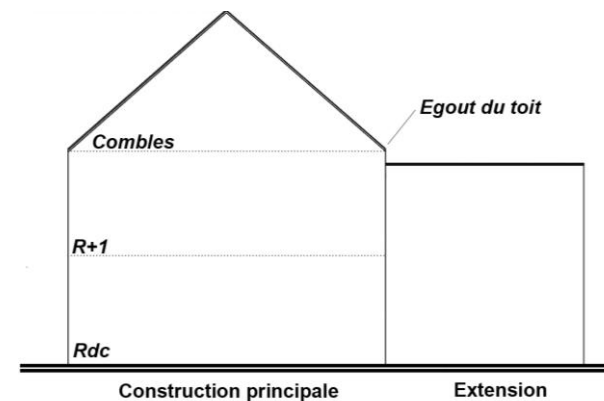 Egout du toit
Combles
R+1
Rdc
Construction principale
Extension